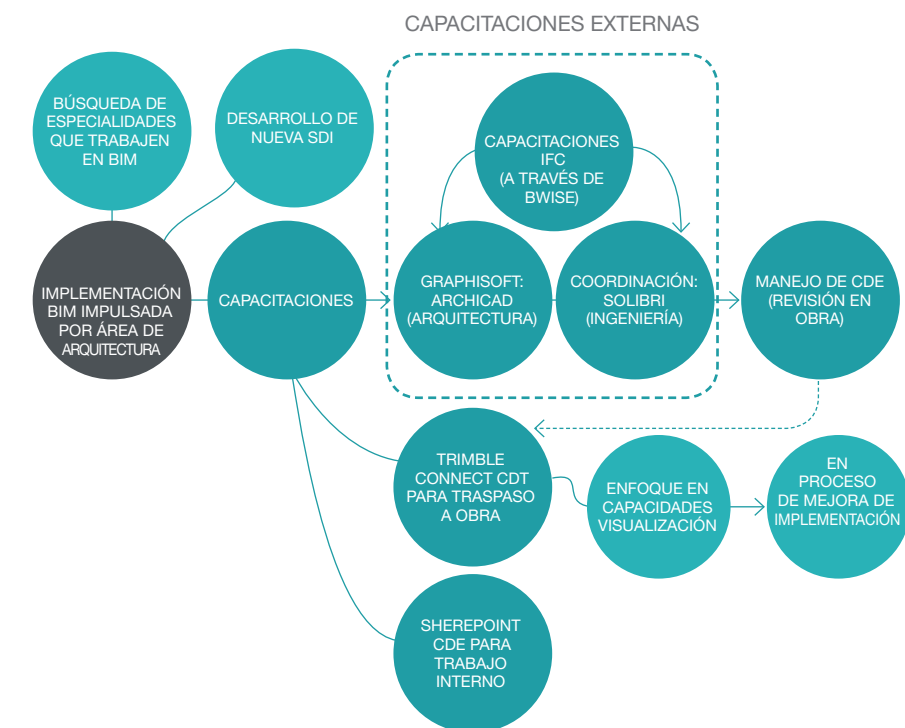 CAPACITACIONES EXTERNAS
BÚSQUEDA DE
ESPECIALIDADES
QUE TRABAJEN
EN BIM
DESARROLLO DE
NUEVA SDI
CAPACITACIONES
IFC
(A TRAVÉS DE
BWISE)
IMPLEMENTACIÓN
BIM IMPULSADA
POR ÁREA DE
ARQUITECTURA
CAPACITACIONES
GRAPHISOFT:
ARCHICAD
(ARQUITECTURA)
COORDINACIÓN:
SOLIBRI
(INGENIERÍA)
MANEJO DE CDE
(REVISIÓN EN
OBRA)
TRIMBLE
CONNECT CDT
PARA TRASPASO
A OBRA
ENFOQUE EN
CAPACIDADES
VISUALIZACIÓN
EN
PROCESO
DE MEJORA DE
IMPLEMENTACIÓN
SHEREPOINT
CDE PARA
TRABAJO
INTERNO